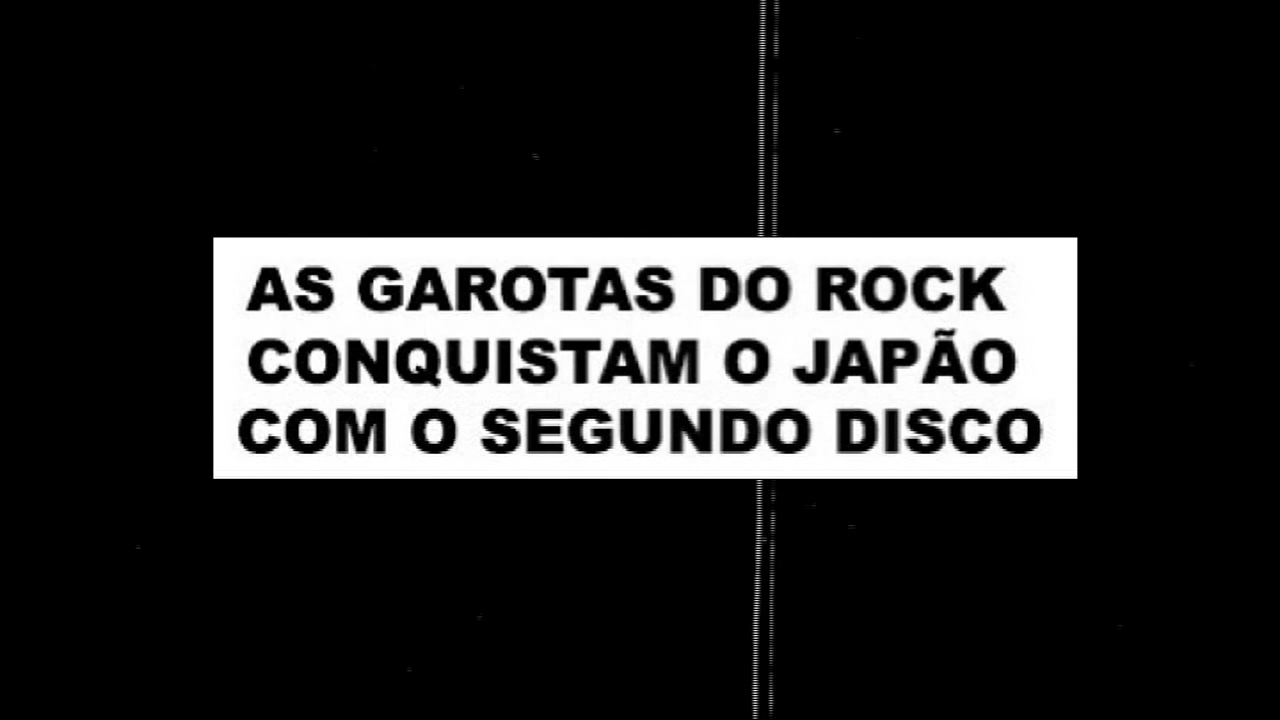 AS GAROTAS DO ROCK
CONQUISTAM O JAPÃO
COM O SEGUNDO DISCO